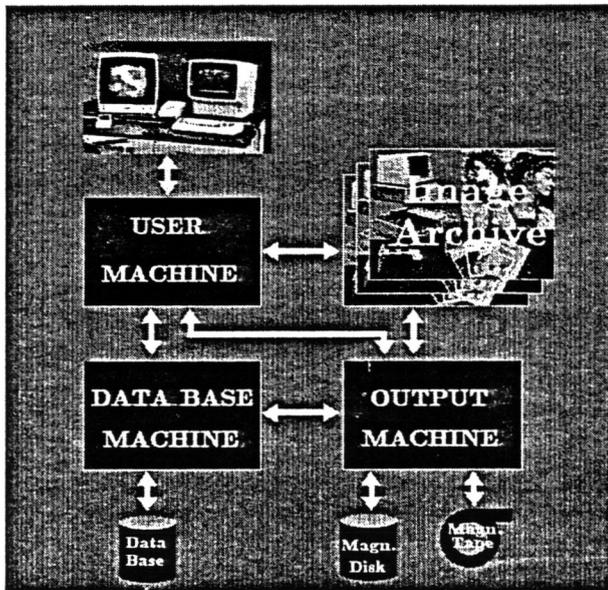 Image
Archive
USER
MACHINE
DATA BASE
MACHINE
OUTPUT
MACHINE
Data
Base
Magn.
Disk
Magn.
Tape